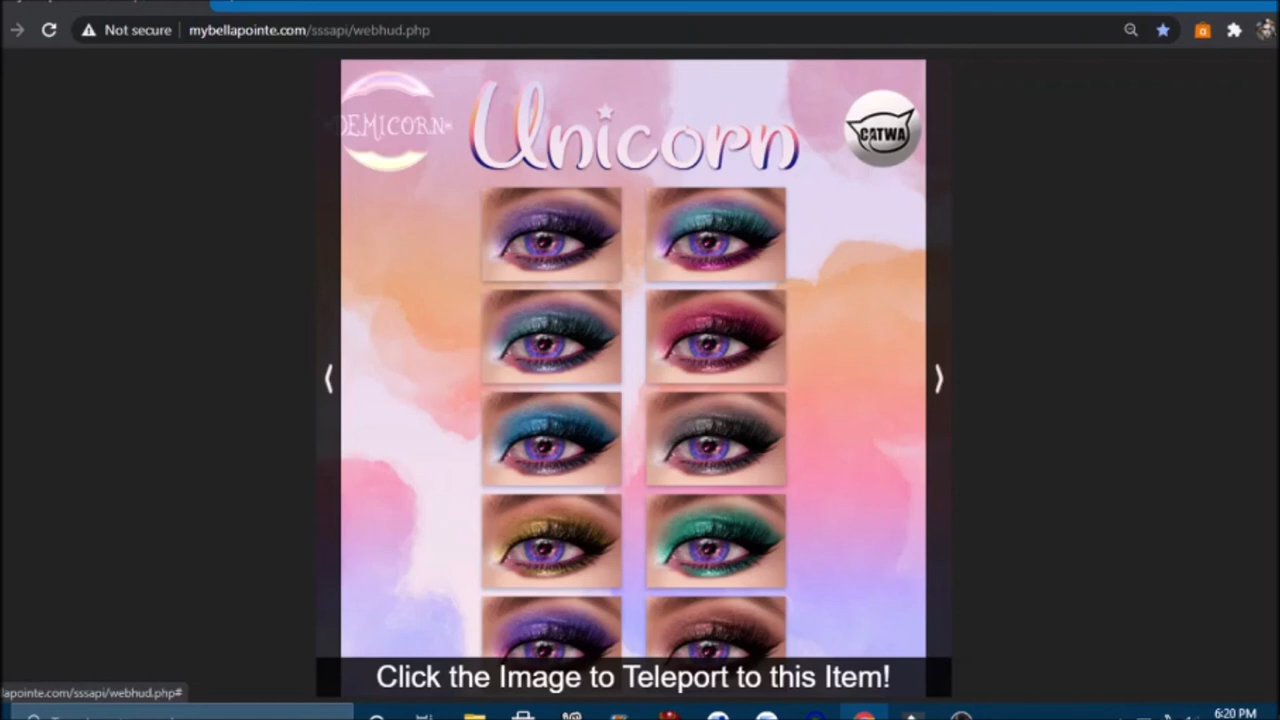 Not secure
mybellapointe.com/sssapi/webhud.php
DEMICORN
Unicorn
CATWA
Click the Image to Teleport to this Item!
lapointe.com/sssapi/webhud.php#
6:20 PM